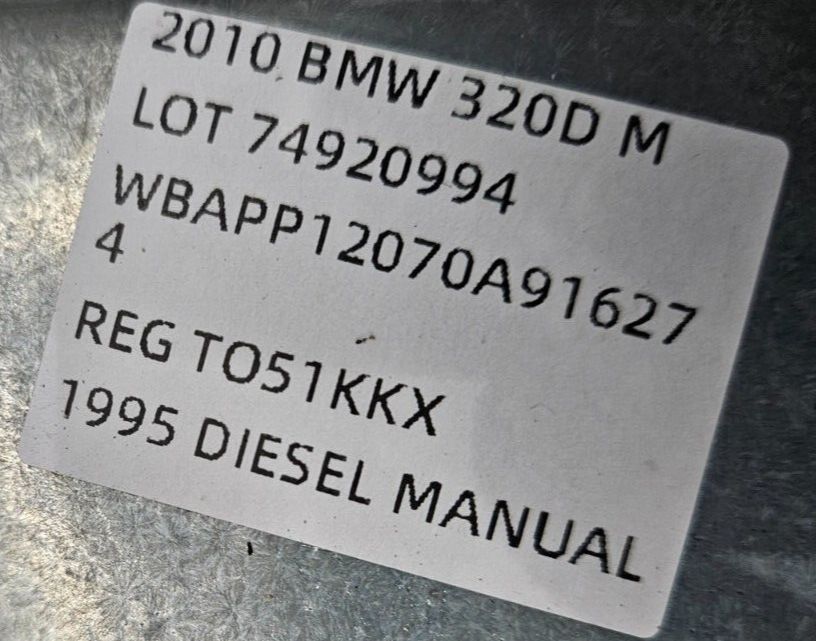 2010 BMW 320D M
LOT 74920994
WBAPP12070A91627
4
REG TO51KKX
1995 DIESEL MANUAL